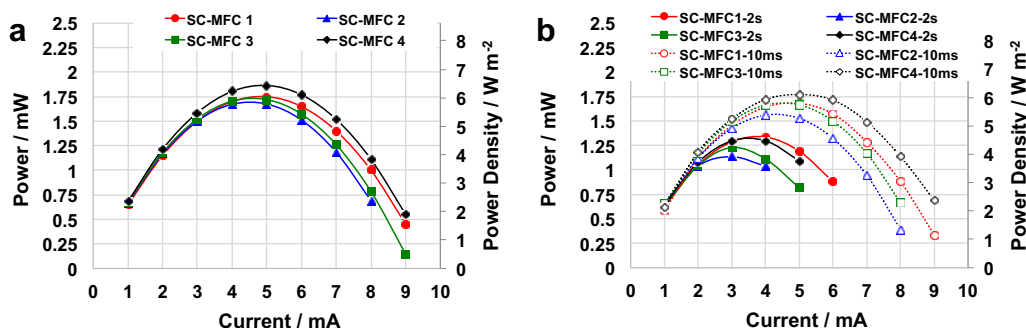 a
SC-MFC 1
SC-MFC 2
SC-MFC 3
SC-MFC 4
Power / mW
2.5
2.25
2
1.75
1.5
1.25
1
0.75
0.5
0.25
0
8
7
6
5
4
3
2
1
0
Power Density / W m-2
0 1 2 3 4 5 6 7 8 9 10
Current / mA
b
SC-MFC1-2s
SC-MFC2-2s
SC-MFC3-2s
SC-MFC4-2s
SC-MFC1-10ms
SC-MFC2-10ms
SC-MFC3-10ms
SC-MFC4-10ms
Power / mW
2.5
2.25
2
1.75
1.5
1.25
1
0.75
0.5
0.25
0
8
7
6
5
4
3
2
1
0
Power Density / W m-2
0 1 2 3 4 5 6 7 8 9 10
Current / mA